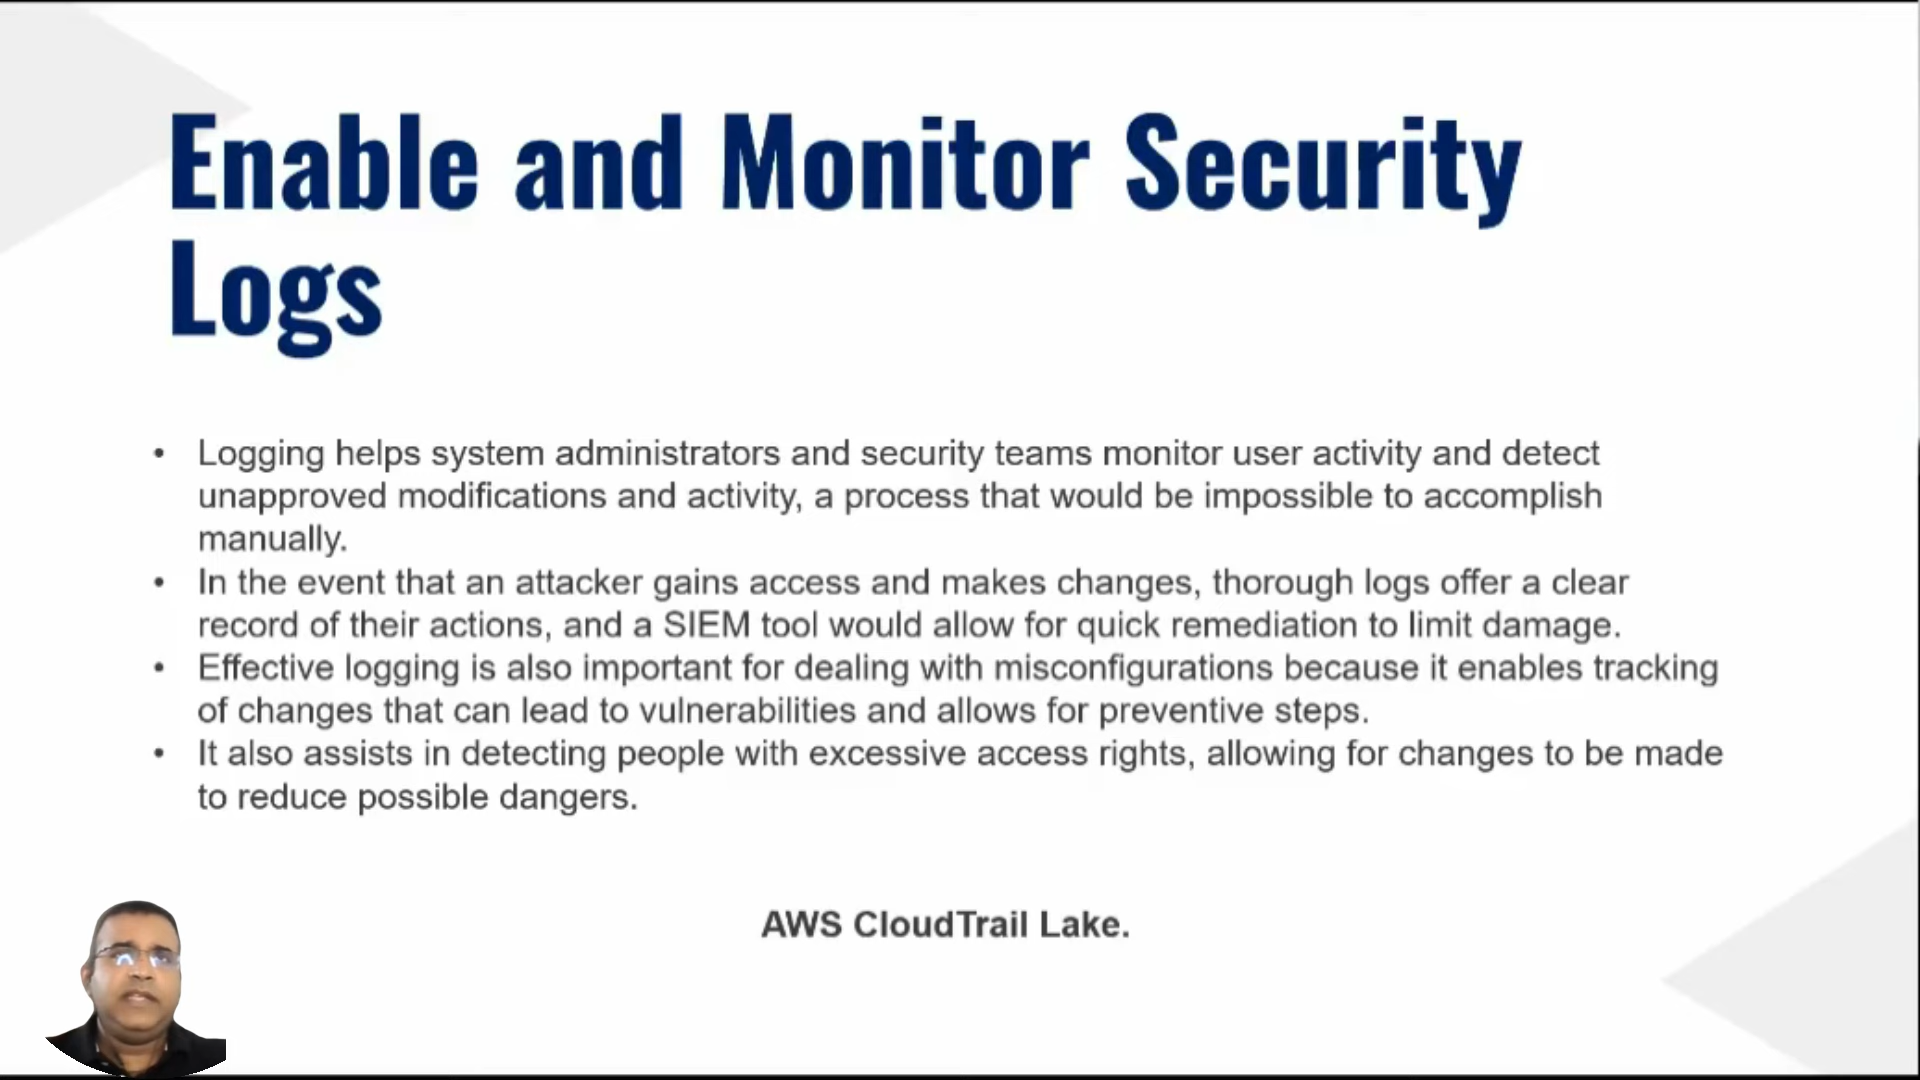 Enable and Monitor Security
Logs
• Logging helps system administrators and security teams monitor user activity and detect
unapproved modifications and activity, a process that would be impossible to accomplish
manually.
• In the event that an attacker gains access and makes changes, thorough logs offer a clear
record of their actions, and a SIEM tool would allow for quick remediation to limit damage.
• Effective logging is also important for dealing with misconfigurations because it enables tracking
of changes that can lead to vulnerabilities and allows for preventive steps.
• It also assists in detecting people with excessive access rights, allowing for changes to be made
to reduce possible dangers.
AWS CloudTrail Lake.